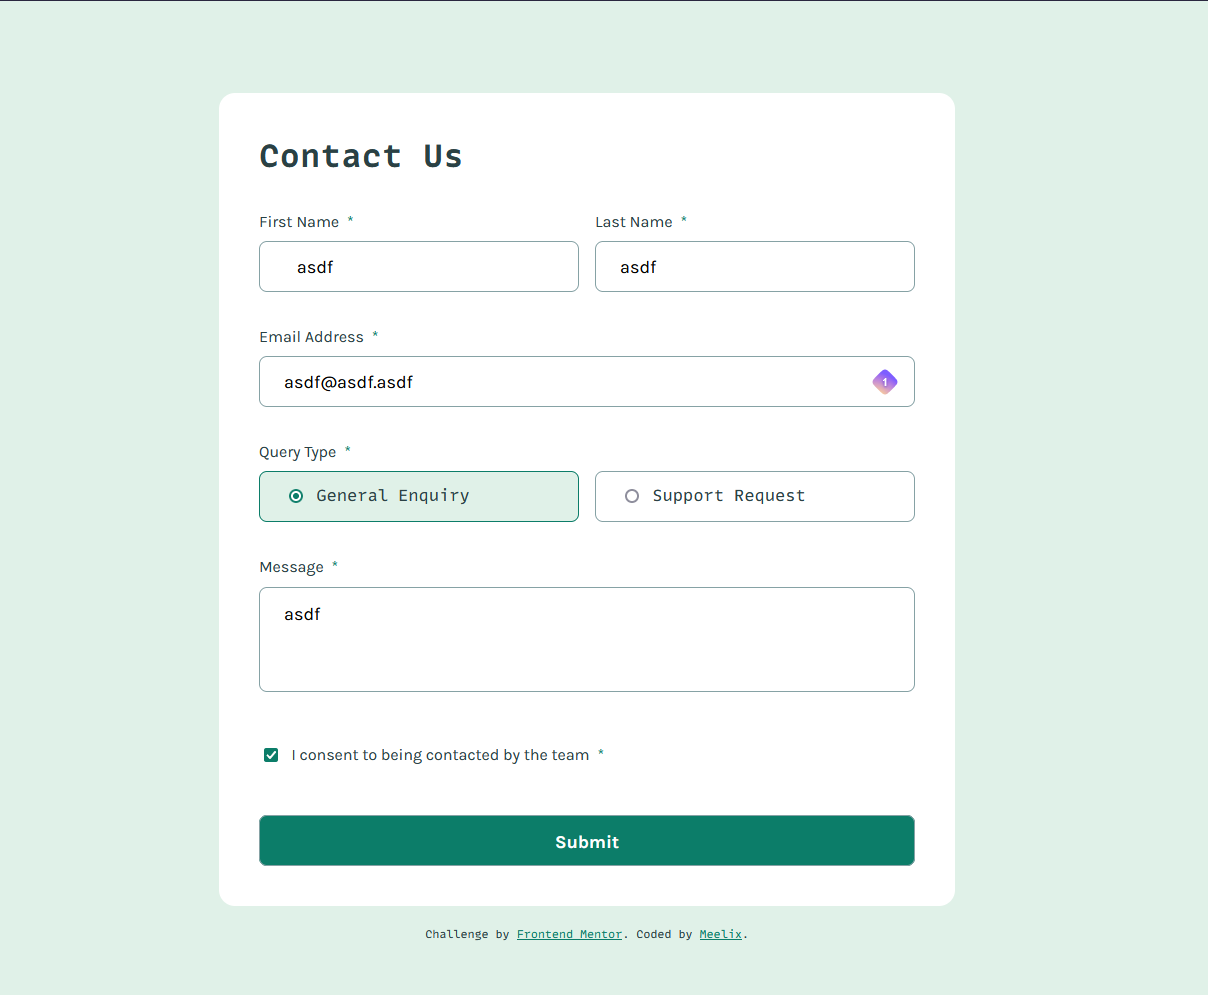 Contact Us
First Name * Last Name *
asdf asdf
Email Address *
asdf@asdf.asdf 1
Query Type *
General Enquiry Support Request
Message *
asdf
I consent to being contacted by the team *
Submit
Challenge by Frontend Mentor. Coded by Meelix.